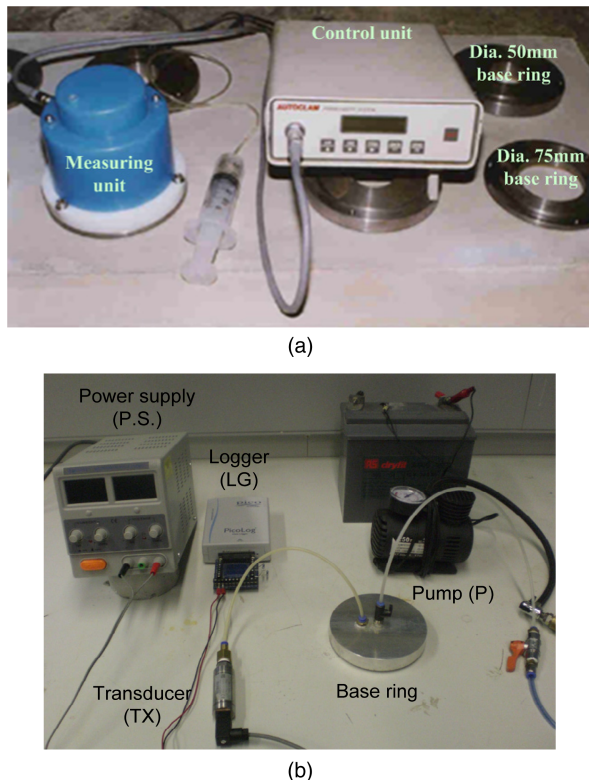 Control unit
Dia. 50mm
base ring
AUTOCLAM
Measuring
unit
Dia. 75mm
base ring
(a)
Power supply
(P.S.)
Logger
(LG)
dryfit
PicoLog
Pump (P)
Transducer
(TX)
Base ring
(b)